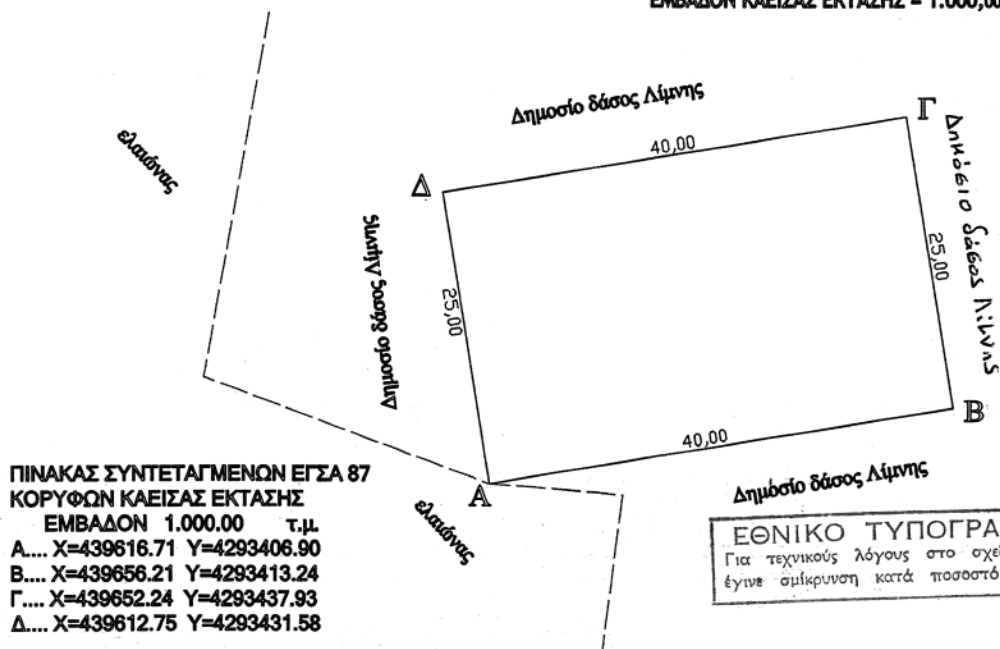 ΕΜΒΑΔΟΝ ΚΑΕΙΣΑΣ ΕΚΤΑΣΗΣ = 1.000,00
Δημοσίο δάσος Λίμνης
Γ
40,00
Δημόσιο δάσος Λίμνης
ελαιώνας
Δ
Δημοσίο δάσος Λίμνης
25,00
25,00
Β
40,00
Α
Δημόσίο δάσος Λίμνης
ελαιώνας
ΠΙΝΑΚΑΣ ΣΥΝΤΕΤΑΓΜΕΝΩΝ ΕΓΣΑ 87
ΚΟΡΥΦΩΝ ΚΑΕΙΣΑΣ ΕΚΤΑΣΗΣ
ΕΜΒΑΔΟΝ 1.000.00 τ.μ.
Α.... Χ=439616.71 Υ=4293406.90
Β.... Χ=439656.21 Υ=4293413.24
Γ.... Χ=439652.24 Υ=4293437.93
Δ.... Χ=439612.75 Υ=4293431.58
ΕΘΝΙΚΟ ΤΥΠΟΓΡΑ
Για τεχνικούς λόγους στο σχε
έγινε σμίκρυνση κατά ποσοστό